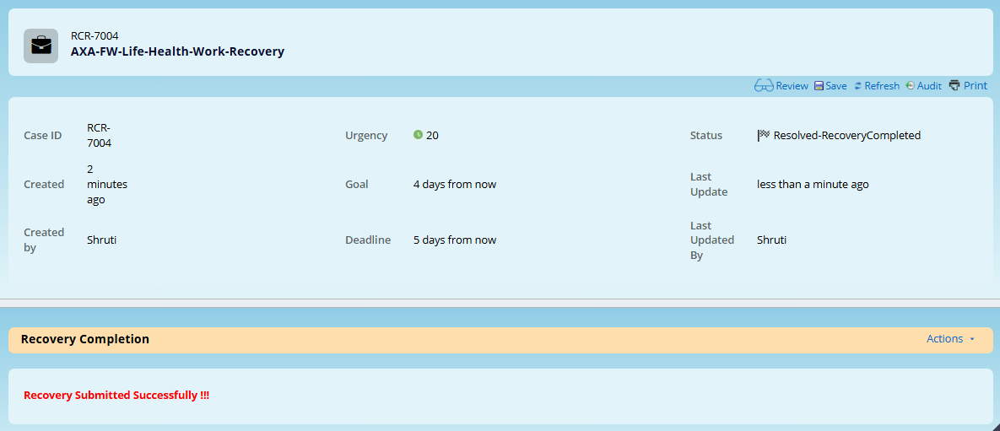 RCR-7004
AXA-FW-Life-Health-Work-Recovery
Review Save Refresh Audit Print
Case ID
RCR-
7004
Urgency
20
Status
Resolved-RecoveryCompleted
Created
2
minutes
ago
Goal
4 days from now
Last
Update
less than a minute ago
Created
by
Shruti
Deadline
5 days from now
Last
Updated
By
Shruti
Recovery Completion
Actions
Recovery Submitted Successfully !!!